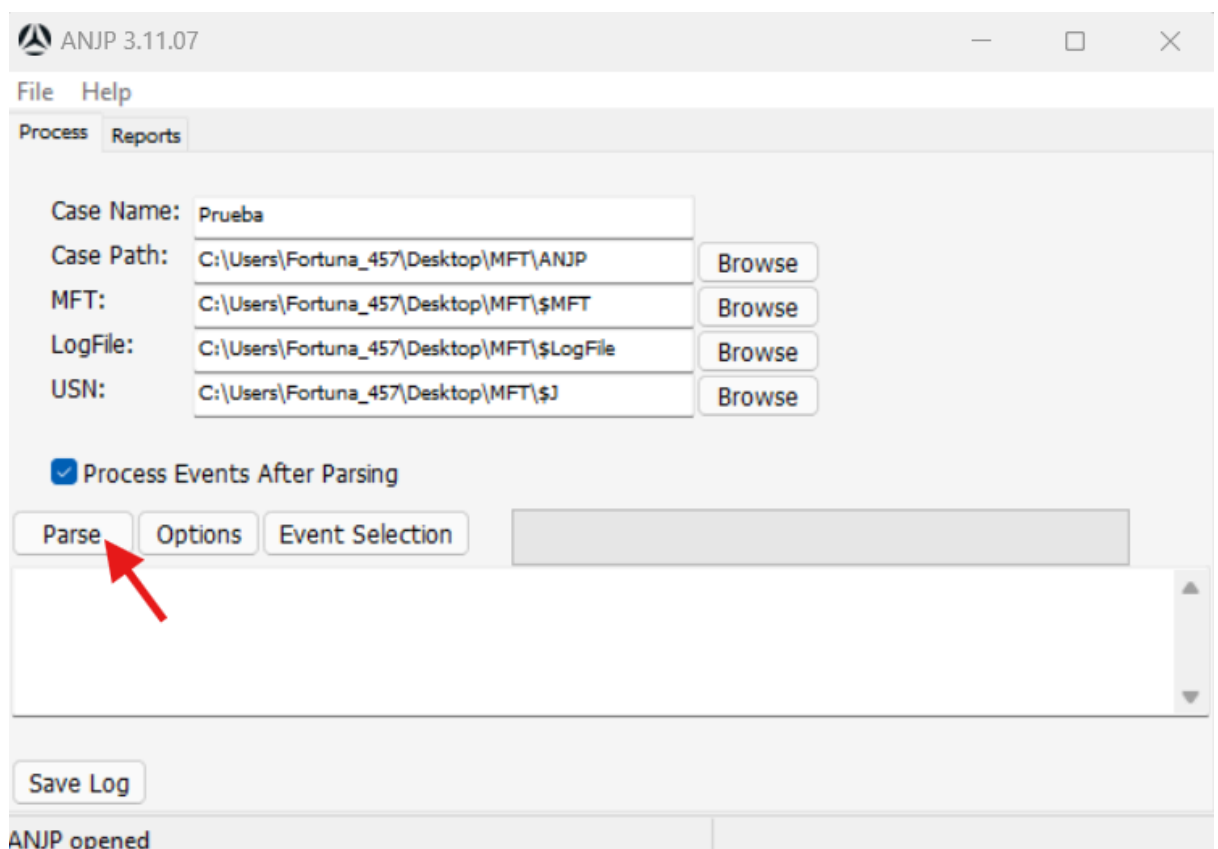 ANJP 3.11.07
File Help
Process Reports
Case Name: Prueba
Case Path: C:\Users\Fortuna_457\Desktop\MFT\ANJP Browse
MFT: C:\Users\Fortuna_457\Desktop\MFT\$MFT Browse
LogFile: C:\Users\Fortuna_457\Desktop\MFT\$LogFile Browse
USN: C:\Users\Fortuna_457\Desktop\MFT\$J Browse
Process Events After Parsing
Parse Options Event Selection
Save Log
ANJP opened